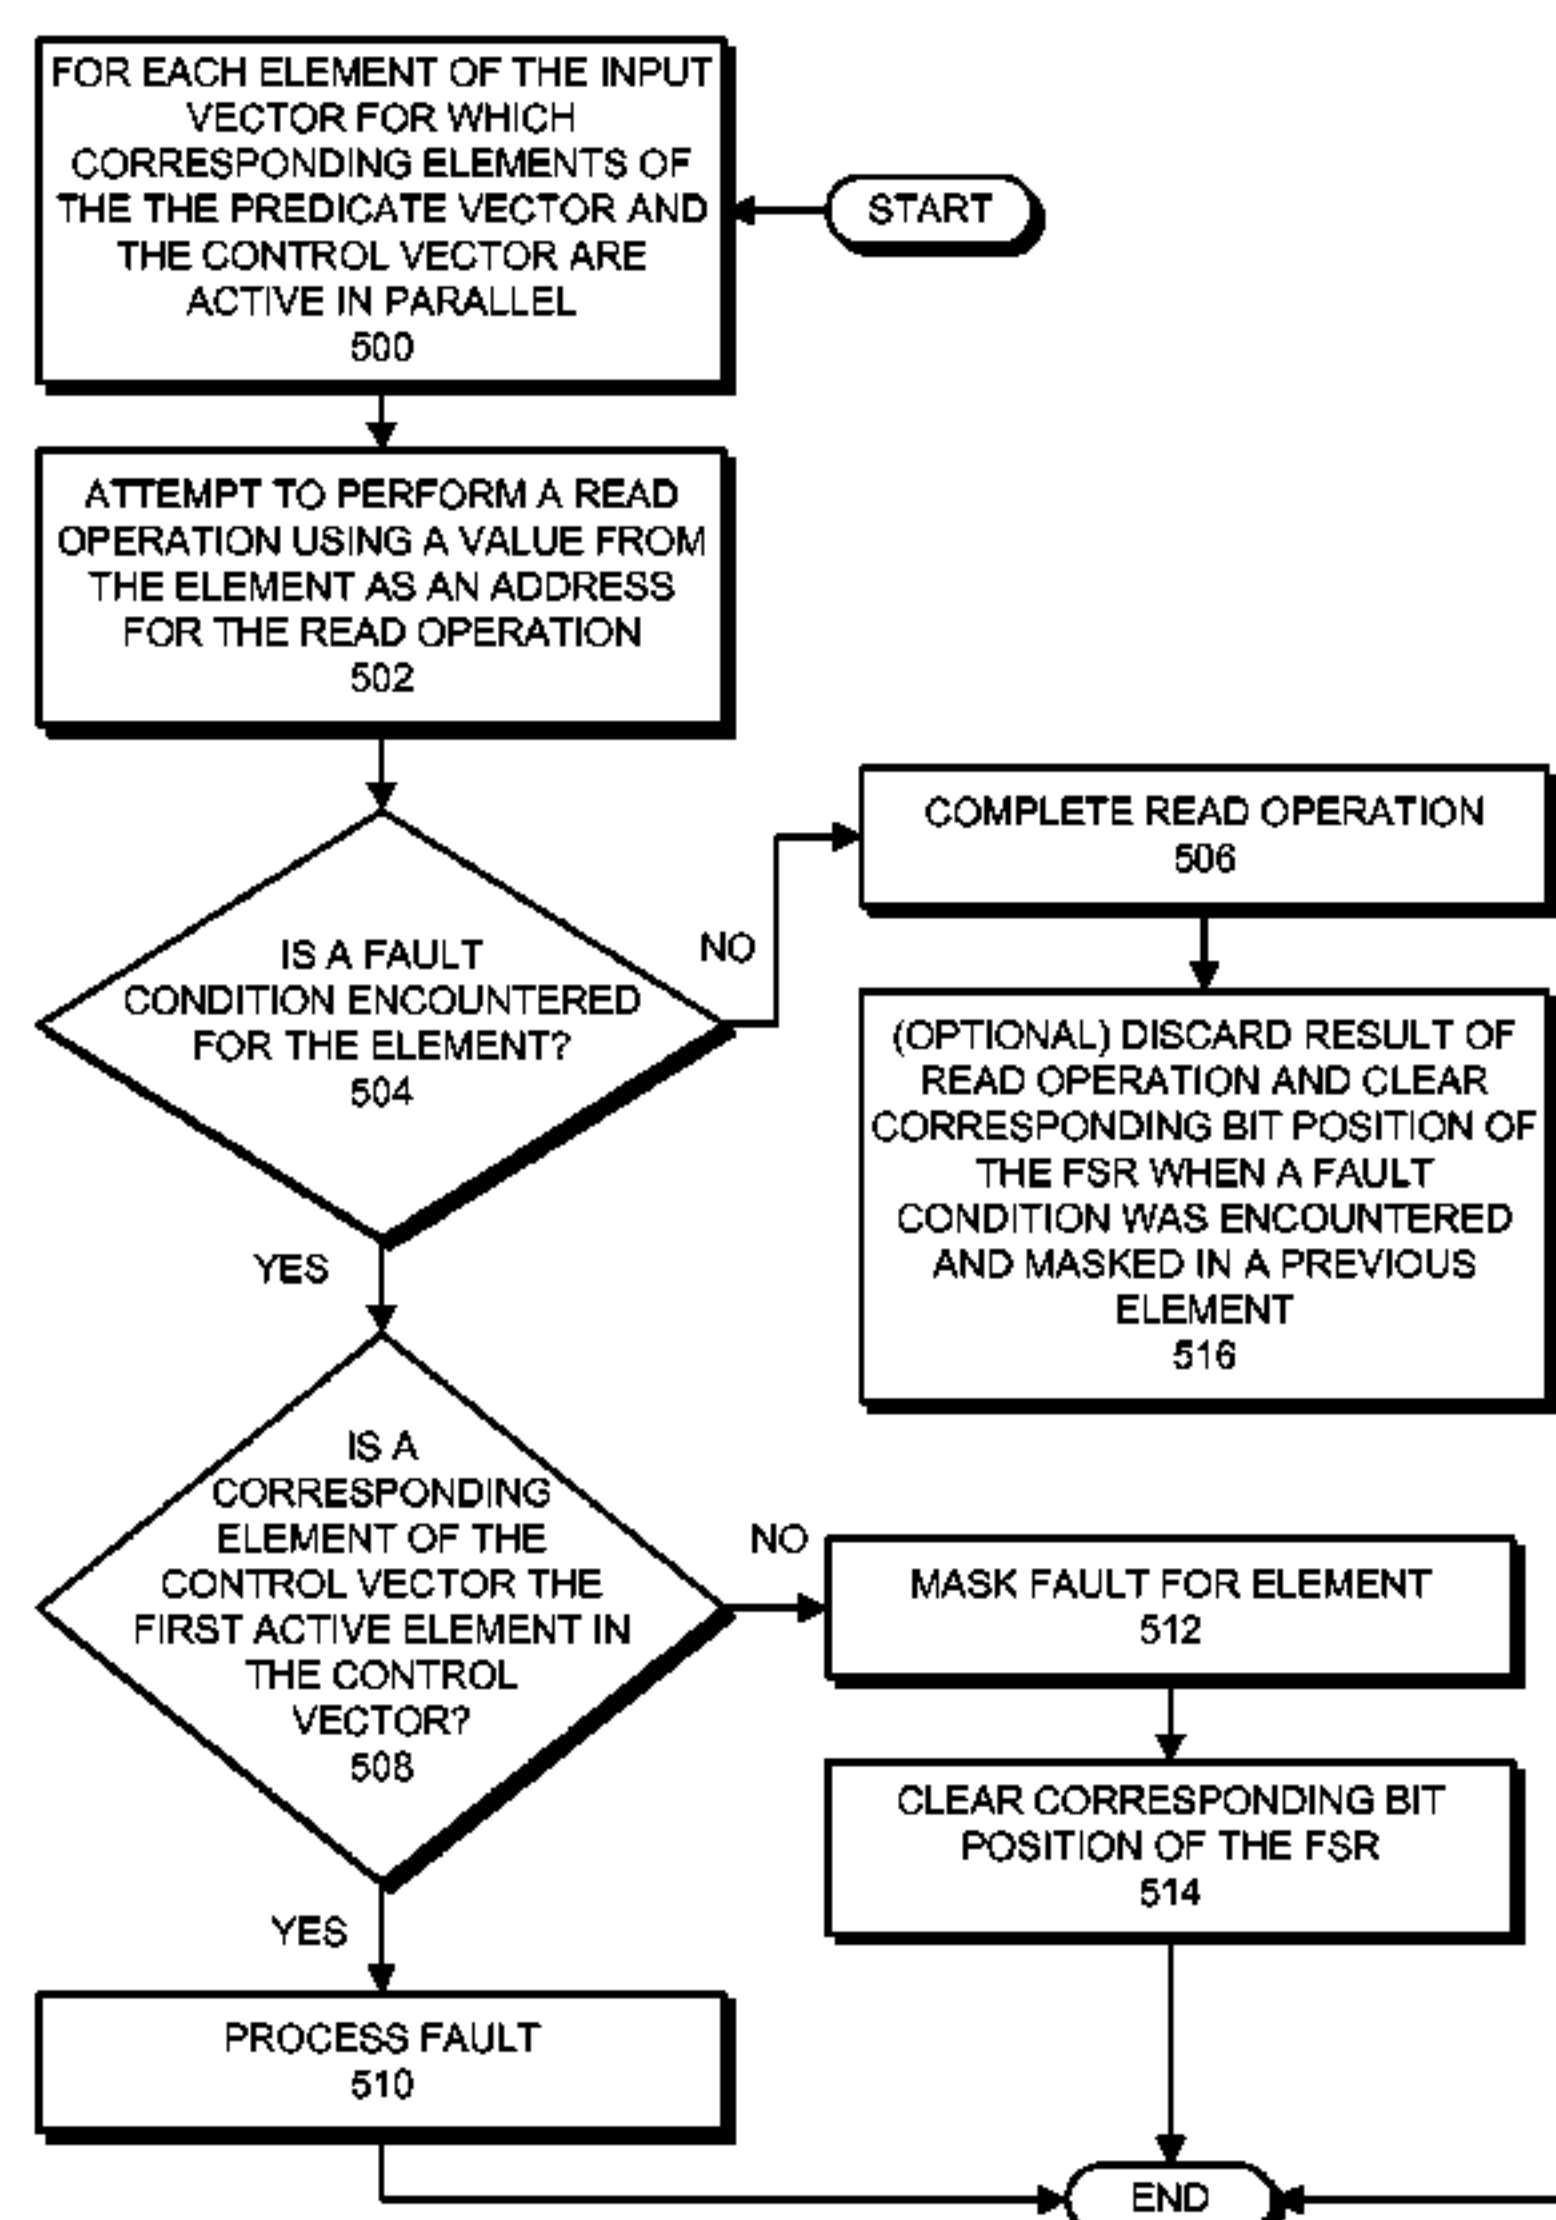 FOR EACH ELEMENT OF THE INPUT
VECTOR FOR WHICH
CORRESPONDING ELEMENTS OF
THE THE PREDICATE VECTOR AND
THE CONTROL VECTOR ARE
ACTIVE IN PARALLEL
500
START
ATTEMPT TO PERFORM A READ
OPERATION USING A VALUE FROM
THE ELEMENT AS AN ADDRESS
FOR THE READ OPERATION
502
IS A FAULT
CONDITION ENCOUNTERED
FOR THE ELEMENT?
504
NO
YES
COMPLETE READ OPERATION
506
(OPTIONAL) DISCARD RESULT OF
READ OPERATION AND CLEAR
CORRESPONDING BIT POSITION OF
THE FSR WHEN A FAULT
CONDITION WAS ENCOUNTERED
AND MASKED IN A PREVIOUS
ELEMENT
516
IS A
CORRESPONDING
ELEMENT OF THE
CONTROL VECTOR THE
FIRST ACTIVE ELEMENT IN
THE CONTROL
VECTOR?
508
NO
YES
MASK FAULT FOR ELEMENT
512
CLEAR CORRESPONDING BIT
POSITION OF THE FSR
514
PROCESS FAULT
510
END